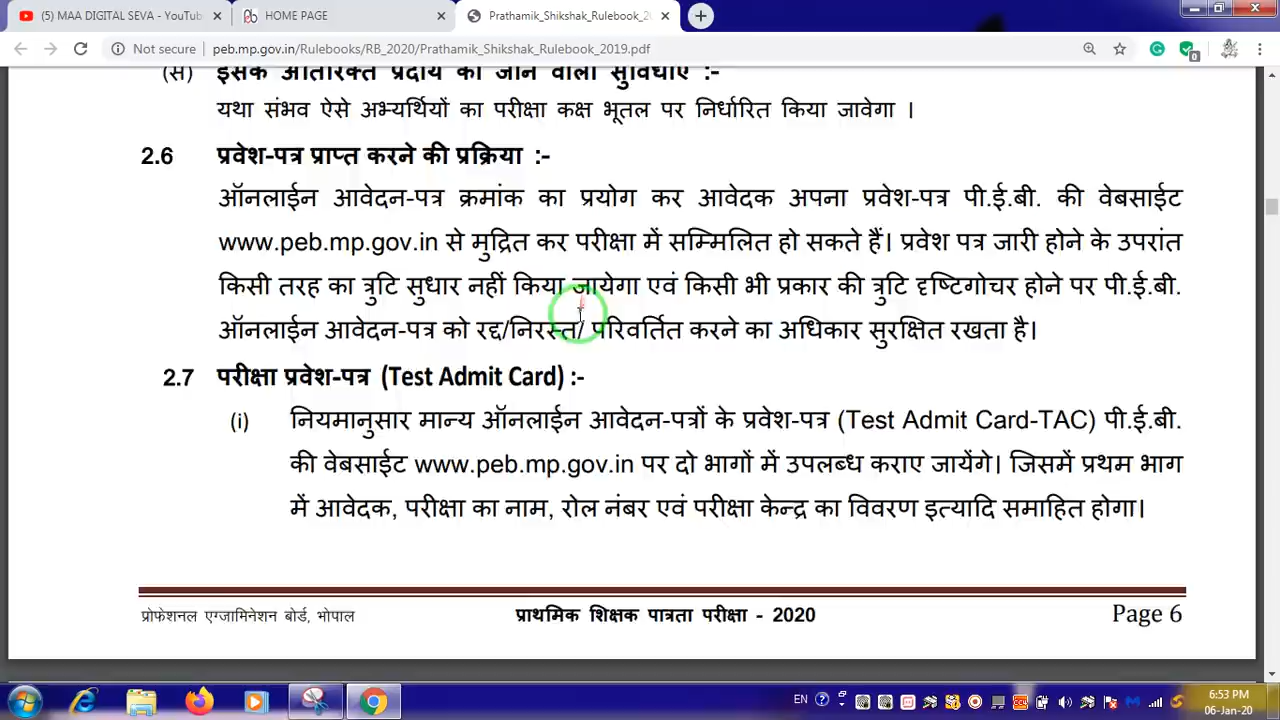 (5) MAA DIGITAL SEVA - YouTub
HOME PAGE
Prathamik_Shikshak_Rulebook_2
Not secure
peb.mp.gov.in/Rulebooks/RB_2020/Prathamik_Shikshak_Rulebook_2019.pdf
0
(स) इसके अतिरिक्त प्रदाय की जाने वाली सुविधाएं :-
यथा संभव ऐसे अभ्यर्थियों का परीक्षा कक्ष भूतल पर निर्धारित किया जावेगा ।
2.6 प्रवेश-पत्र प्राप्त करने की प्रक्रिया :-
ऑनलाईन आवेदन-पत्र क्रमांक का प्रयोग कर आवेदक अपना प्रवेश-पत्र पी.ई.बी. की वेबसाईट
www.peb.mp.gov.in से मुद्रित कर परीक्षा में सम्मिलित हो सकते हैं। प्रवेश पत्र जारी होने के उपरांत
किसी तरह का त्रुटि सुधार नहीं किया जायेगा एवं किसी भी प्रकार की त्रुटि दृष्टिगोचर होने पर पी.ई.बी.
ऑनलाईन आवेदन-पत्र को रद्द/निरस्त/ परिवर्तित करने का अधिकार सुरक्षित रखता है।
2.7 परीक्षा प्रवेश-पत्र (Test Admit Card) :-
(i) नियमानुसार मान्य ऑनलाईन आवेदन-पत्रों के प्रवेश-पत्र (Test Admit Card-TAC) पी.ई.बी.
की वेबसाईट www.peb.mp.gov.in पर दो भागों में उपलब्ध कराए जायेंगे। जिसमें प्रथम भाग
में आवेदक, परीक्षा का नाम, रोल नंबर एवं परीक्षा केन्द्र का विवरण इत्यादि समाहित होगा।
प्रोफेशनल एग्जामिनेशन बोर्ड, भोपाल
प्राथमिक शिक्षक पात्रता परीक्षा - 2020
Page 6
EN
6:53 PM
06-Jan-20